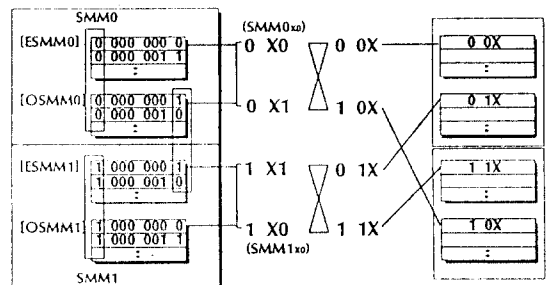 SMM0
[ESMM0] 0 000 000 0
0 000 001 1
:
[OSMM0] 0 000 000 1
0 000 001 0
:
[ESMM1] 1 000 000 1
1 000 001 0
:
[OSMM1] 1 000 000 0
1 000 001 1
:
SMM1
(SMM0x0)
0 X0 0 0X
0 X1 1 0X
1 X1 0 1X
1 X0 1 1X
(SMM1x0)
0 0X
:
0 1X
:
1 1X
:
1 0X
: